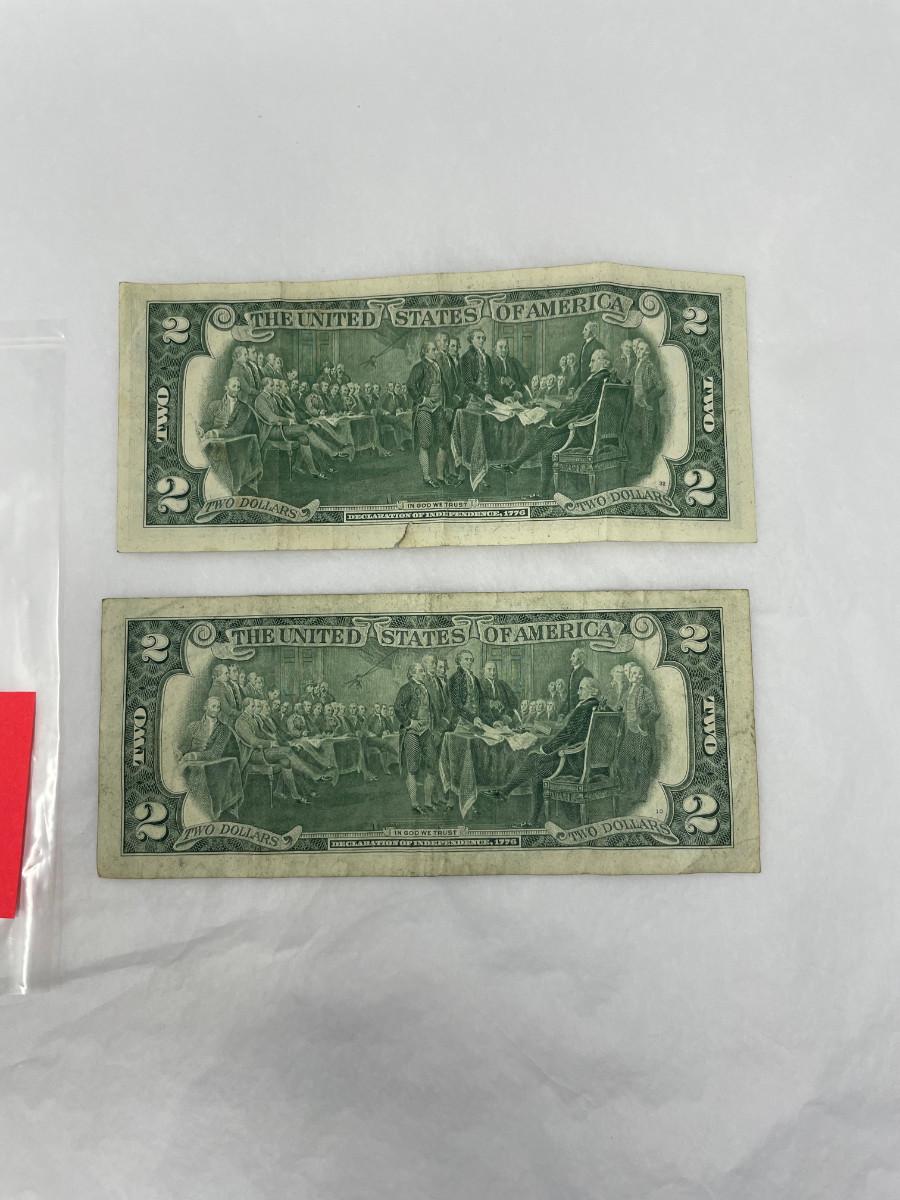 2 THE UNITED STATES OF AMERICA 2
TWO TWO
32
2 TWO DOLLARS IN GOD WE TRUST TWO DOLLARS 2
DECLARATION OF INDEPENDENCE, 1776
2 THE UNITED STATES OF AMERICA 2
TWO TWO
10
2 TWO DOLLARS IN GOD WE TRUST TWO DOLLARS 2
DECLARATION OF INDEPENDENCE, 1776